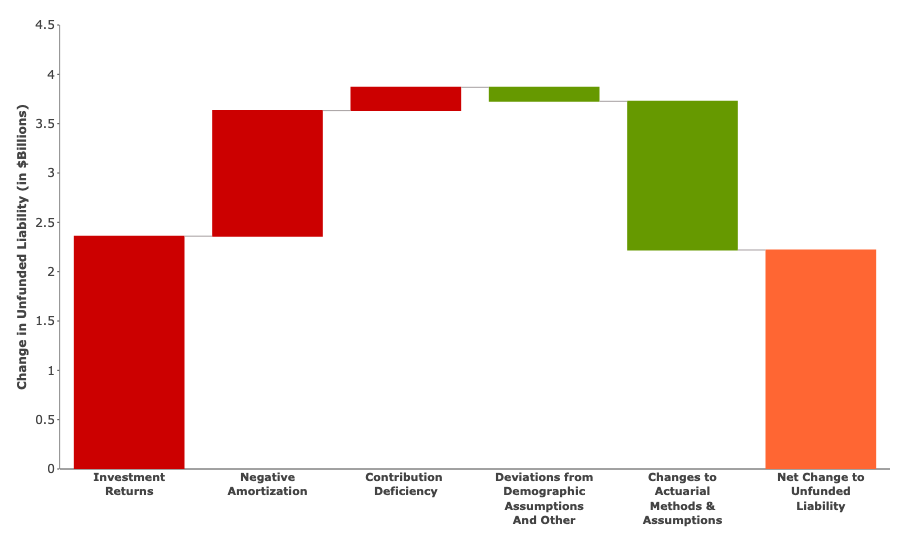 Change in Unfunded Liability (in $Billions)
4.5
4
3.5
3
2.5
2
1.5
1
0.5
0
Investment
Returns
Negative
Amortization
Contribution
Deficiency
Deviations from
Demographic
Assumptions
And Other
Changes to
Actuarial
Methods &
Assumptions
Net Change to
Unfunded
Liability